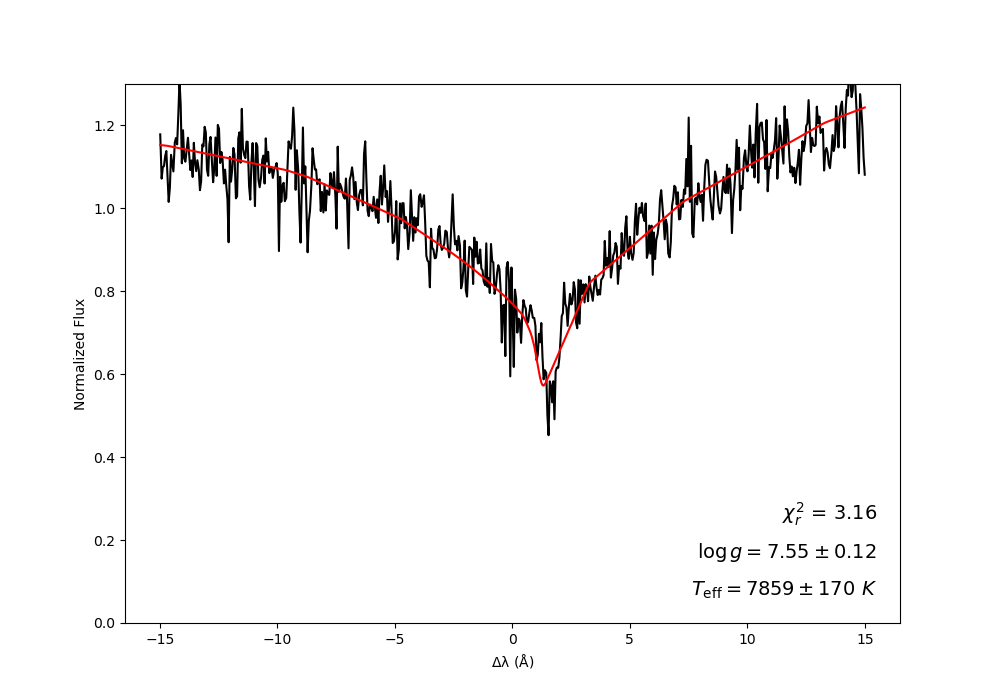 1.2
1.0
0.8
0.6
0.4
0.2
0.0
Normalized Flux
χ²ᵣ = 3.16
log g = 7.55 ± 0.12
T_eff = 7859 ± 170 K
−15 −10 −5 0 5 10 15
Δλ (Å)